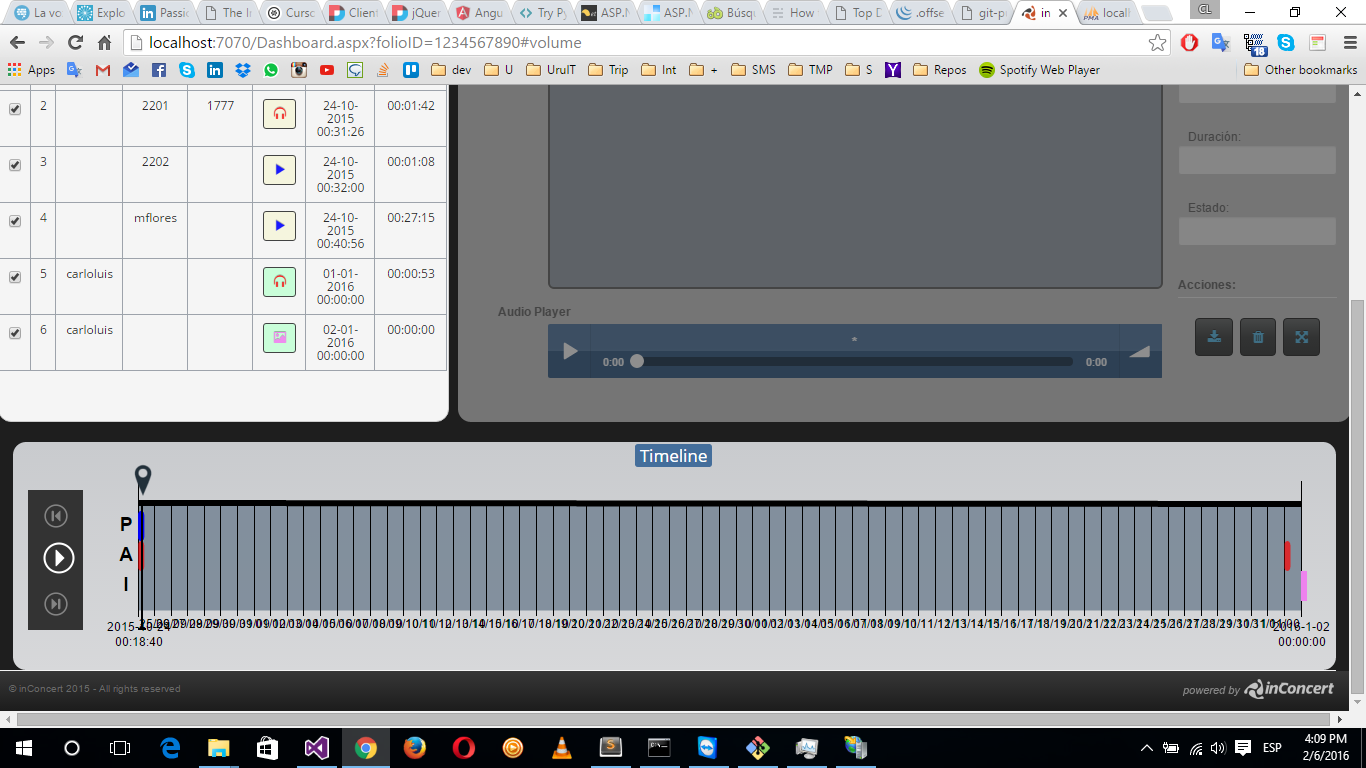 La vo
Explo
Passio
The In
Curso
Client
jQuer
Angu
Try P
ASP.N
ASP.N
Búsqu
How
Top D
.offse
git-p
in
locall
CL
localhost:7070/Dashboard.aspx?folioID=1234567890#volume
18
Apps
dev
U
UruIT
Trip
Int
+
SMS
TMP
S
Repos
Spotify Web Player
Other bookmarks
2 2201 1777 24-10-2015 00:31:26 00:01:42
3 2202 24-10-2015 00:32:00 00:01:08
4 mflores 24-10-2015 00:40:56 00:27:15
5 carloluis 01-01-2016 00:00:00 00:00:53
6 carloluis 02-01-2016 00:00:00 00:00:00
Duración:
Estado:
Acciones:
Audio Player
0:00
0:00
Timeline
P
A
I
00:18:40
2016-1-02
00:00:00
© inConcert 2015 - All rights reserved
powered by inConcert
ESP
4:09 PM
2/6/2016